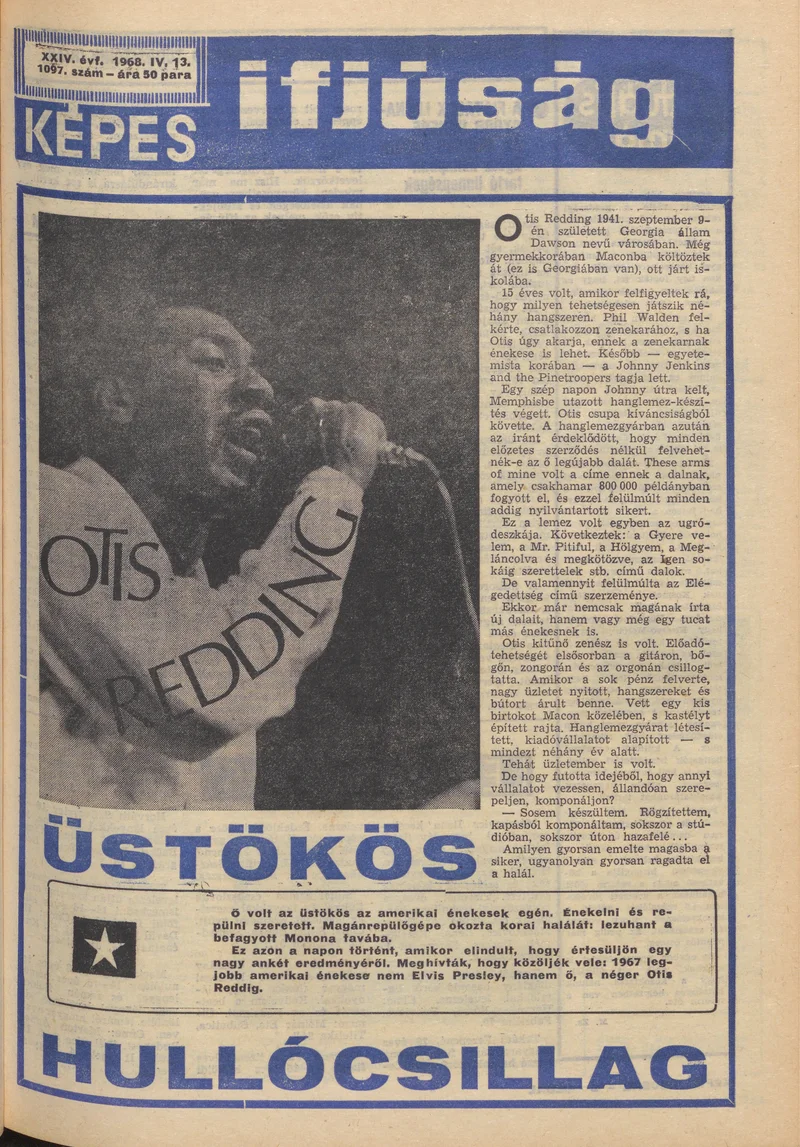 XXIV. évf. 1968. IV. 13.
1097. szám — ára 50 para
KÉPES
ifjúság
Otis Redding 1941. szeptember 9-
én született Georgia állam
Dawson nevű városában. Még
gyermekkorában Maconba költöztek
át (ez is Georgiában van), ott járt is-
kolába.
15 éves volt, amikor felfigyeltek rá,
hogy milyen tehetségesen játszik né-
hány hangszeren. Phil Walden fel-
kérte, csatlakozzon zenekarához, s ha
Otis úgy akarja, ennek a zenekarnak
énekese is lehet. Később — egyete-
mista korában — a Johnny Jenkins
and the Pinetroopers tagja lett.
Egy szép napon Johnny útra kelt,
Memphisbe utazott hanglemez-készí-
tés végett. Otis csupa kíváncsiságból
követte. A hanglemezgyárban azután
az iránt érdeklődött, hogy minden
előzetes szerződés nélkül felvehet-
nék-e az ő legújabb dalát. These arms
of mine volt a címe ennek a dalnak,
amely csakhamar 800 000 példányban
fogyott el, és ezzel felülmúlt minden
addig nyilvántartott sikert.
Ez a lemez volt egyben az ugró-
deszkája. Következtek: a Gyere ve-
lem, a Mr. Pitiful, a Hölgyem, a Meg-
láncolva és megkötözve, az Igen so-
káig szerettelek stb. című dalok.
De valamennyit felülmúlta az Elé-
gedettség című szerzeménye.
Ekkor már nemcsak magának írta
új dalait, hanem vagy még egy tucat
más énekesnek is.
Otis kitűnő zenész is volt. Előadó-
tehetségét elsősorban a gitáron, bő-
gőn, zongorán és az orgonán csillog-
tatta. Amikor a sok pénz felverte,
nagy üzletet nyitott, hangszereket és
bútort árult benne. Vett egy kis
birtokot Macon közelében, s kastélyt
épített rajta. Hanglemezgyárat létesí-
tett, kiadóvállalatot alapított — s
mindezt néhány év alatt.
Tehát üzletember is volt.
De hogy futotta idejéből, hogy annyi
vállalatot vezessen, állandóan szere-
peljen, komponáljon?
— Sosem készültem. Rögzítettem,
kapásból komponáltam, sokszor a stú-
dióban, sokszor úton hazafelé...
Amilyen gyorsan emelte magasba a
siker, ugyanolyan gyorsan ragadta el
a halál.
OTIS
REDDING
ÜSTÖKÖS
Ő volt az üstökös az amerikai énekesek egén. Énekelni és re-
pülni szeretett. Magánrepülőgépe okozta korai halálát: lezuhant a
befagyott Monona tavába.
Ez azon a napon történt, amikor elindult, hogy értesüljön egy
nagy ankét eredményéről. Meghívták, hogy közöljék vele: 1967 leg-
jobb amerikai énekese nem Elvis Presley, hanem ő, a néger Otis
Reddig.
HULLÓCSILLAG